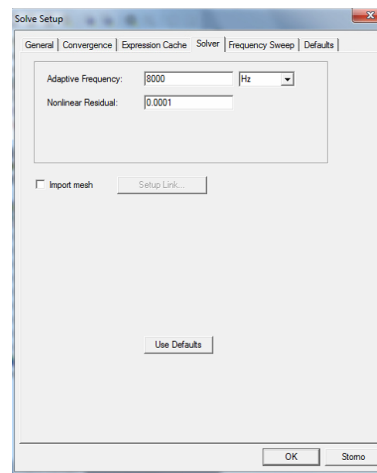 Solve Setup
General Convergence Expression Cache Solver Frequency Sweep Defaults
Adaptive Frequency: 8000 Hz
Nonlinear Residual: 0.0001
Import mesh Setup Link...
Use Defaults
OK Storno